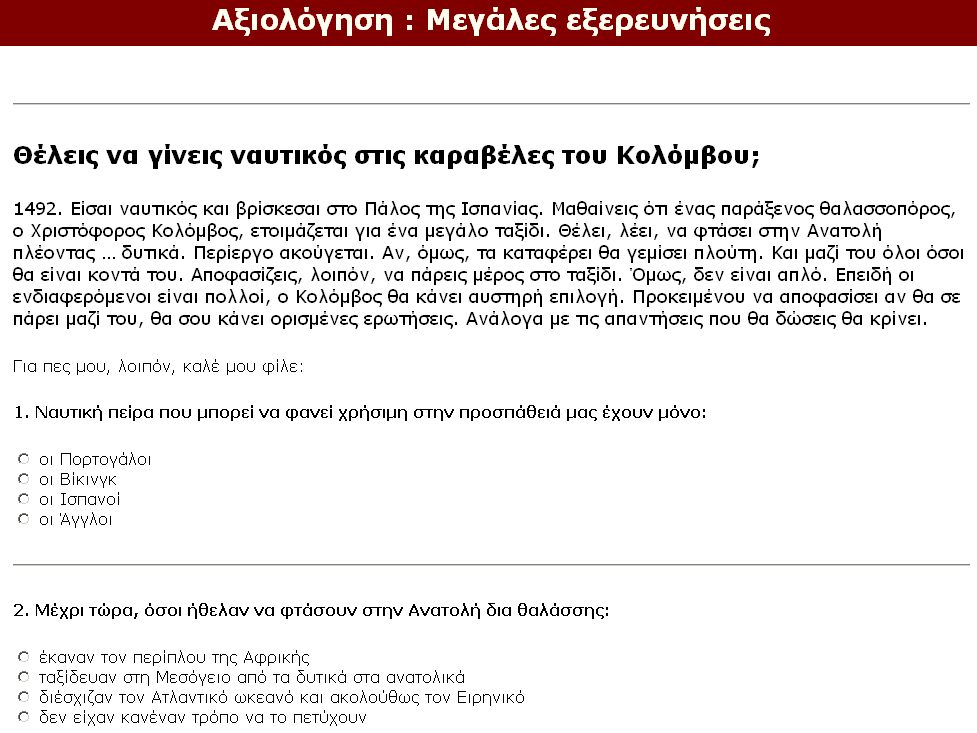 Αξιολόγηση : Μεγάλες εξερευνήσεις
Θέλεις να γίνεις ναυτικός στις καραβέλες του Κολόμβου;
1492. Είσαι ναυτικός και βρίσκεσαι στο Πάλος της Ισπανίας. Μαθαίνεις ότι ένας παράξενος θαλασσοπόρος,
ο Χριστόφορος Κολόμβος, ετοιμάζεται για ένα μεγάλο ταξίδι. Θέλει, λέει, να φτάσει στην Ανατολή
πλέοντας ... δυτικά. Περίεργο ακούγεται. Αν, όμως, τα καταφέρει θα γεμίσει πλούτη. Και μαζί του όλοι όσοι
θα είναι κοντά του. Αποφασίζεις, λοιπόν, να πάρεις μέρος στο ταξίδι. Όμως, δεν είναι απλό. Επειδή οι
ενδιαφερόμενοι είναι πολλοί, ο Κολόμβος θα κάνει αυστηρή επιλογή. Προκειμένου να αποφασίσει αν θα σε
πάρει μαζί του, θα σου κάνει ορισμένες ερωτήσεις. Ανάλογα με τις απαντήσεις που θα δώσεις θα κρίνει.
Για πες μου, λοιπόν, καλέ μου φίλε:
1. Ναυτική πείρα που μπορεί να φανεί χρήσιμη στην προσπάθειά μας έχουν μόνο:
οι Πορτογάλοι
οι Βίκινγκ
οι Ισπανοί
οι Άγγλοι
2. Μέχρι τώρα, όσοι ήθελαν να φτάσουν στην Ανατολή δια θαλάσσης:
έκαναν τον περίπλου της Αφρικής
ταξίδευαν στη Μεσόγειο από τα δυτικά στα ανατολικά
διέσχιζαν τον Ατλαντικό ωκεανό και ακολούθως τον Ειρηνικό
δεν είχαν κανέναν τρόπο να το πετύχουν